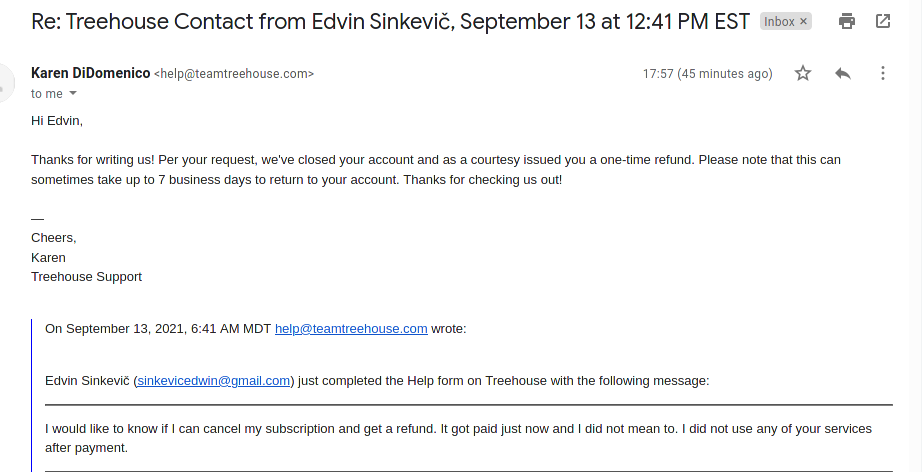 Re: Treehouse Contact from Edvin Sinkevič, September 13 at 12:41 PM EST Inbox ×
Karen DiDomenico <help@teamtreehouse.com> 17:57 (45 minutes ago)
to me
Hi Edvin,
Thanks for writing us! Per your request, we've closed your account and as a courtesy issued you a one-time refund. Please note that this can
sometimes take up to 7 business days to return to your account. Thanks for checking us out!
—
Cheers,
Karen
Treehouse Support
On September 13, 2021, 6:41 AM MDT help@teamtreehouse.com wrote:
Edvin Sinkevič (sinkevicedwin@gmail.com) just completed the Help form on Treehouse with the following message:
I would like to know if I can cancel my subscription and get a refund. It got paid just now and I did not mean to. I did not use any of your services
after payment.